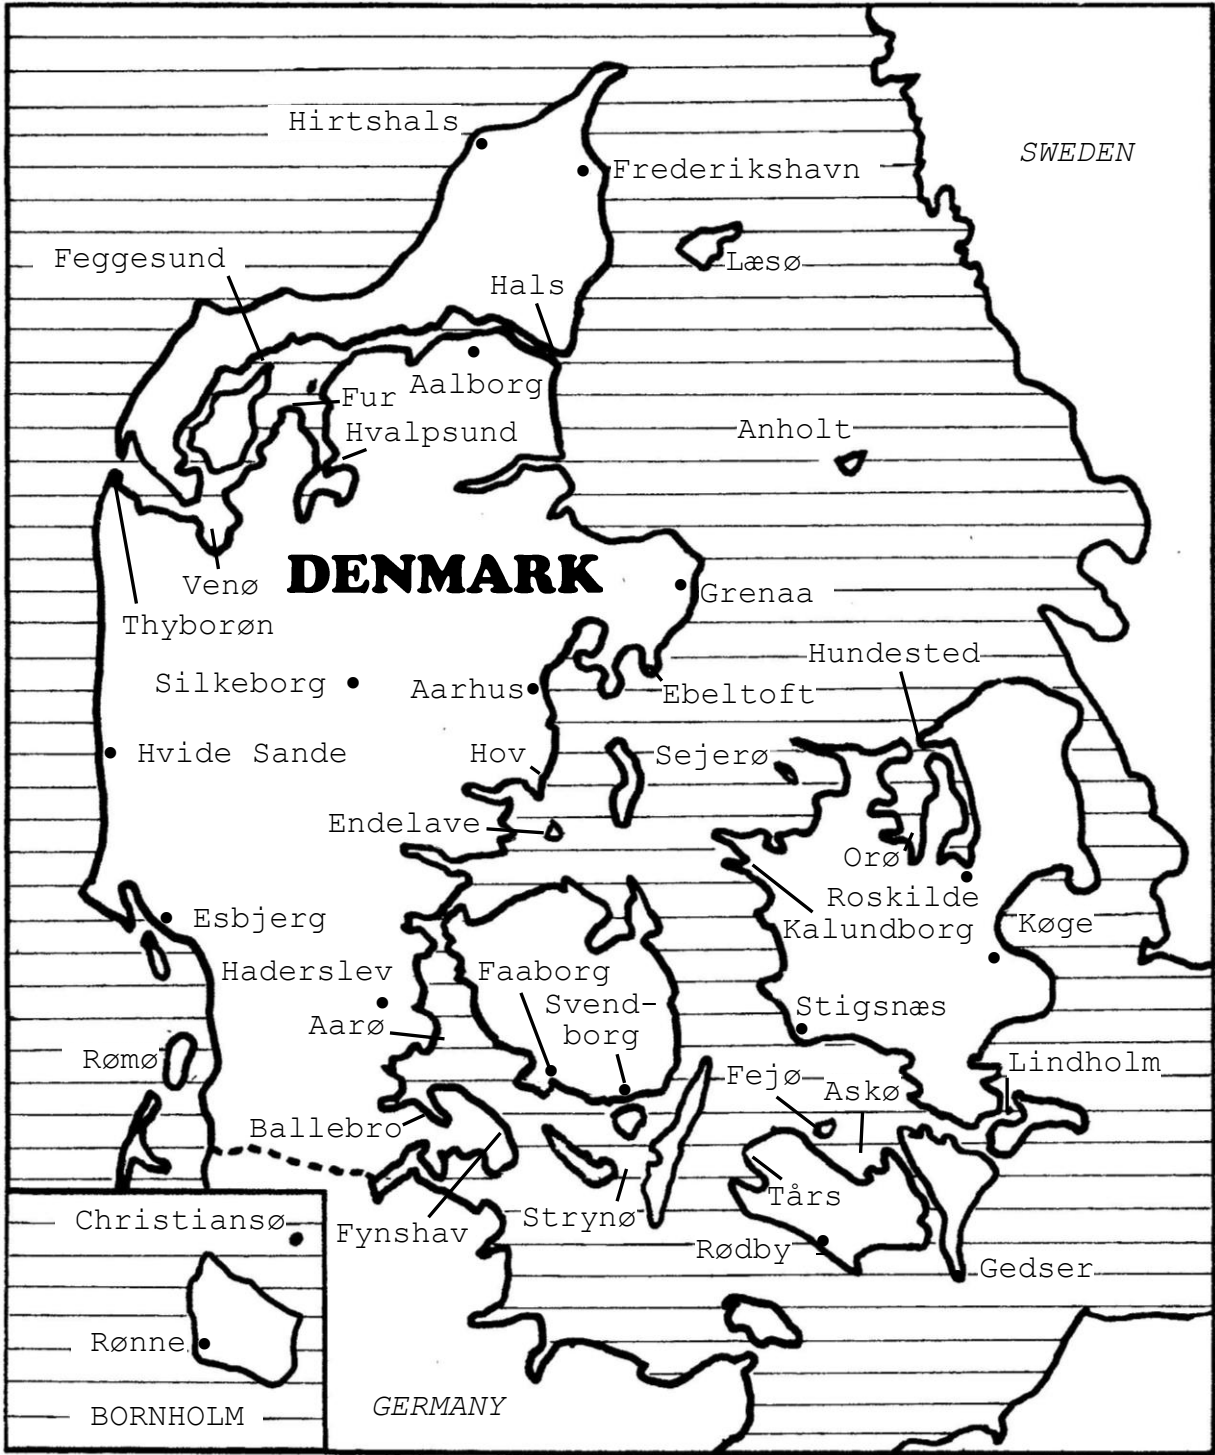 Hirtshals
SWEDEN
Frederikshavn
Feggesund
Læsø
Hals
Aalborg
Fur
Hvalpsund
Anholt
DENMARK
Venø
Grenaa
Thyborøn
Hundested
Silkeborg
Aarhus
Ebeltoft
Hvide Sande
Hov
Sejerø
Endelave
Orø
Roskilde
Esbjerg
Kalundborg
Køge
Haderslev
Faaborg
Svend-
borg
Stigsnæs
Aarø
Rømø
Lindholm
Fejø
Askø
Ballebro
Tårs
Christiansø
Strynø
Fynshav
Rødby
Gedser
Rønne
GERMANY
BORNHOLM